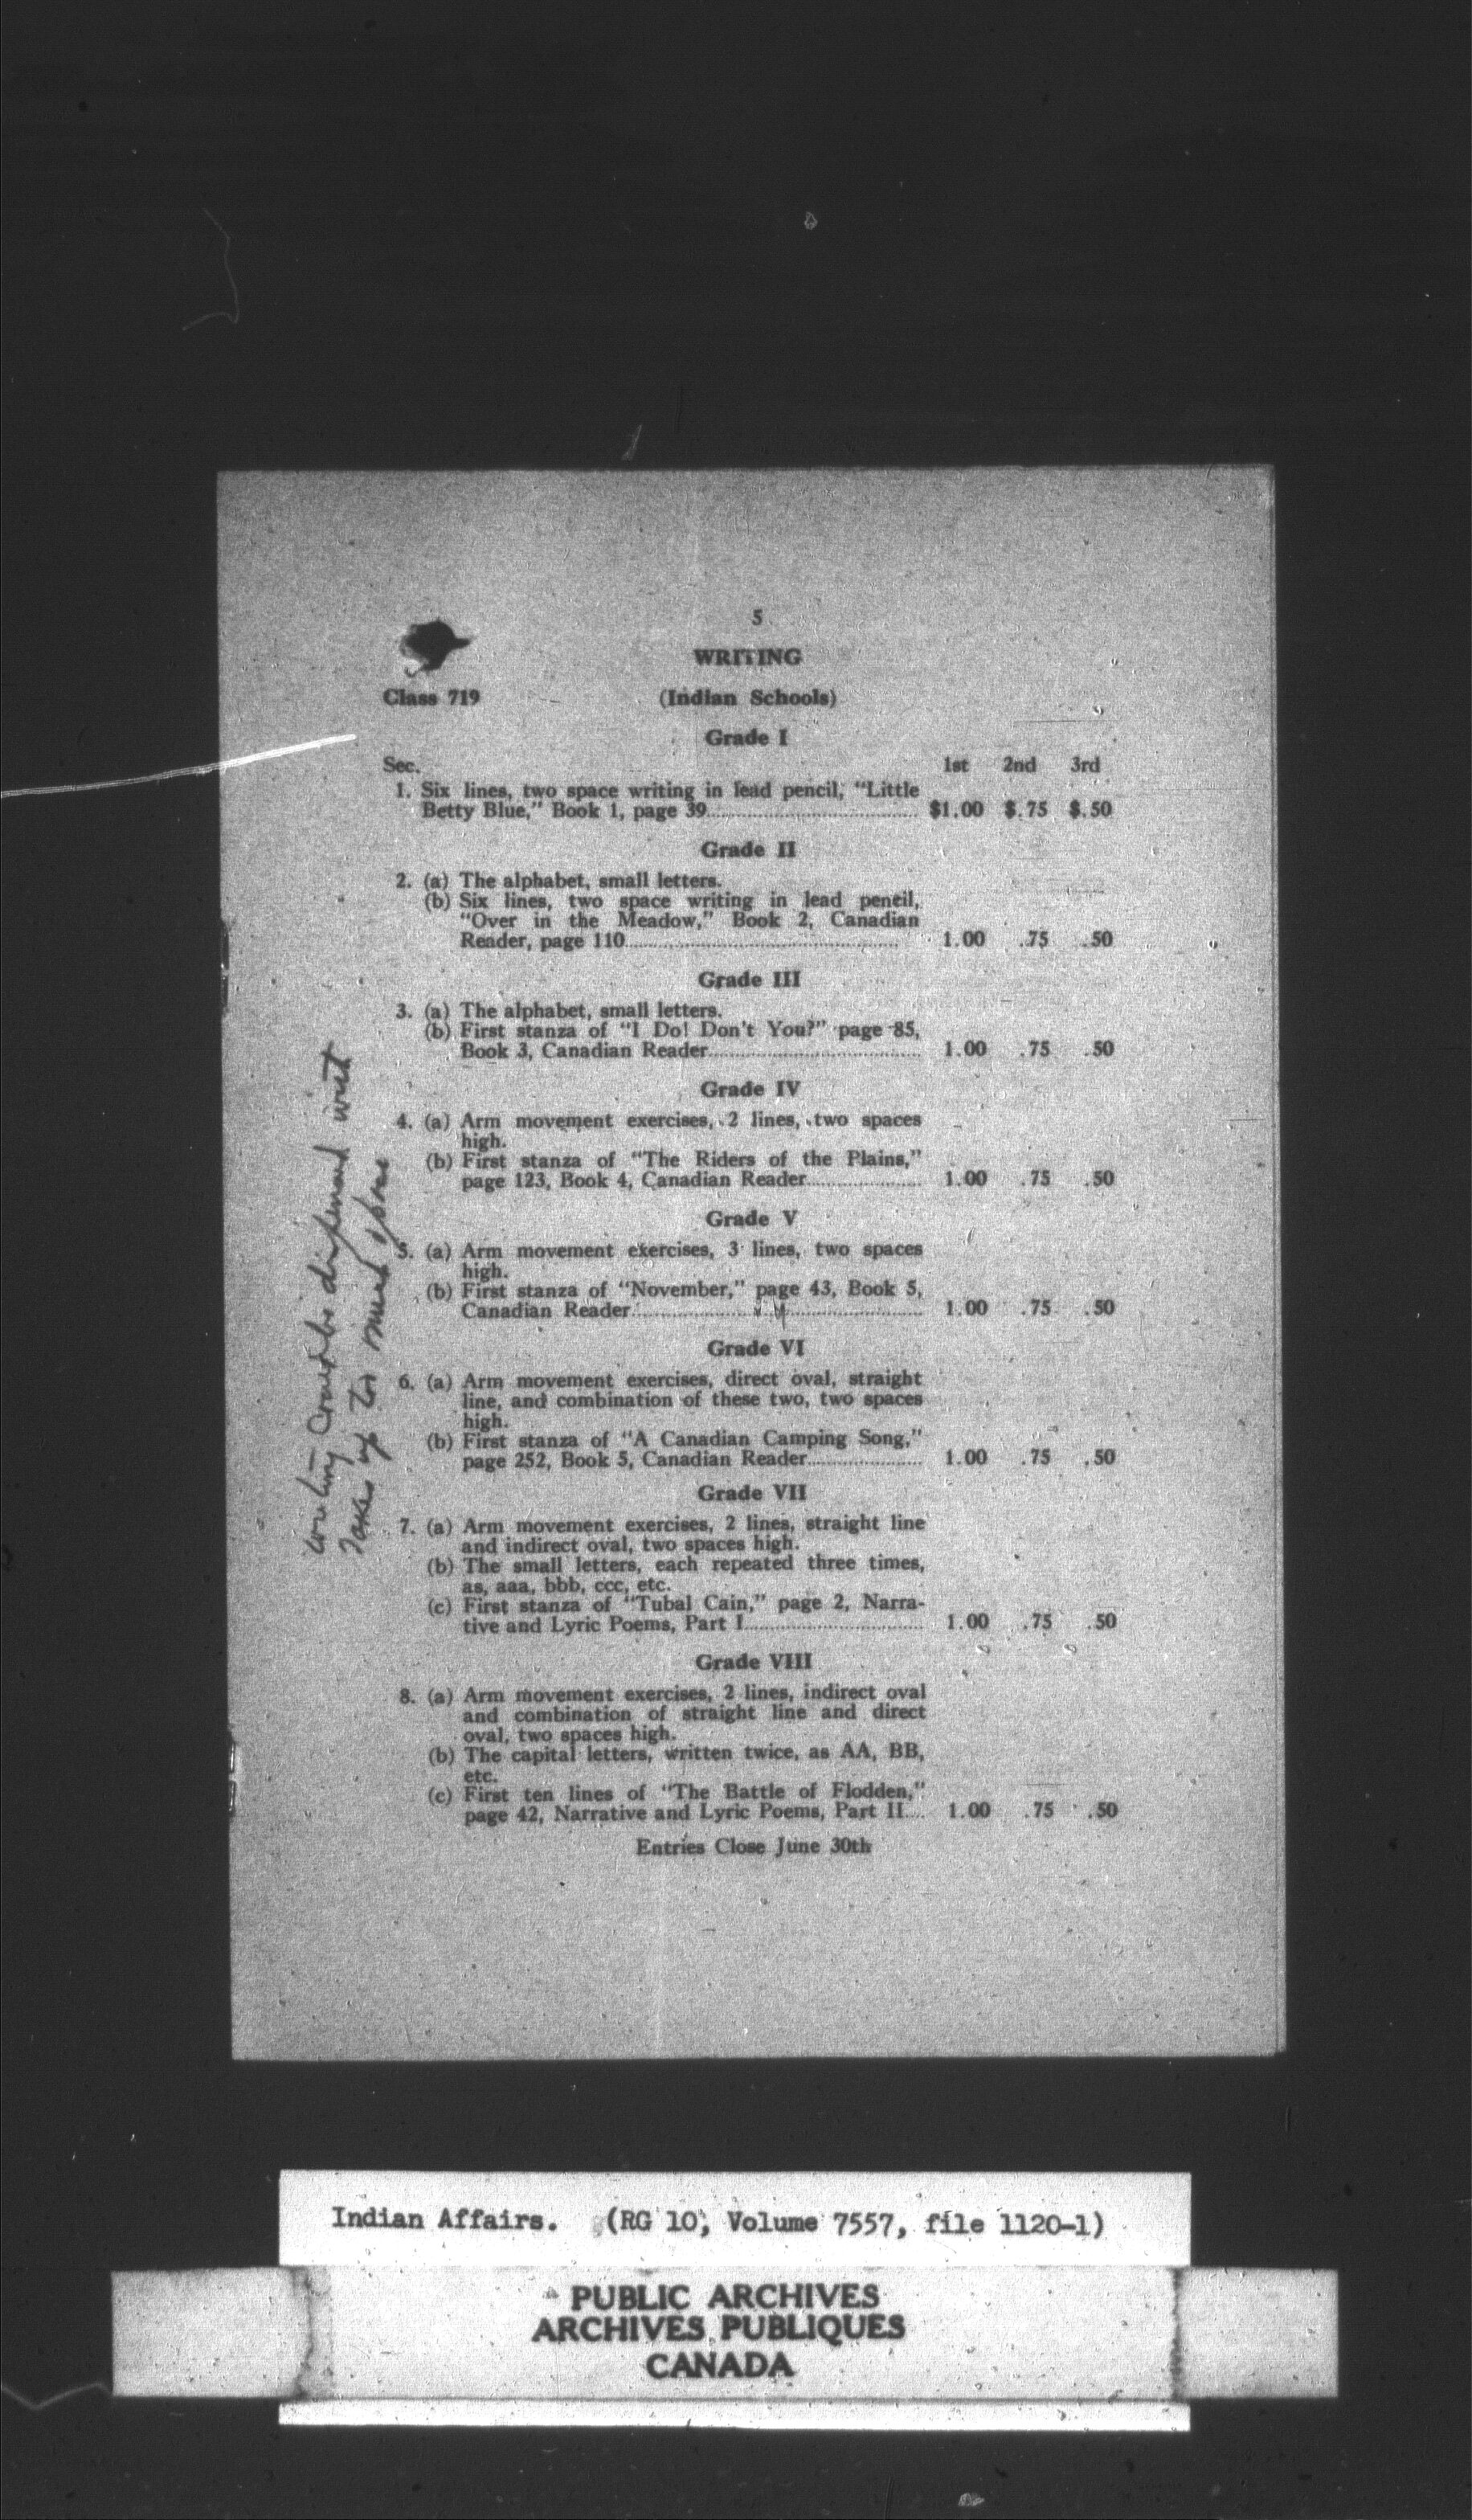 5
WRITING
Class 719 (Indian Schools)
Grade I
Sec. 1st 2nd 3rd
1. Six lines, two space writing in lead pencil, "Little
Betty Blue," Book 1, page 39 $1.00 $.75 $.50
Grade II
2. (a) The alphabet, small letters.
(b) Six lines, two space writing in lead pencil,
"Over in the Meadow," Book 2, Canadian
Reader, page 110 1.00 .75 .50
Grade III
3. (a) The alphabet, small letters.
(b) First stanza of "I Do! Don't You?" page 85,
Book 3, Canadian Reader 1.00 .75 .50
Grade IV
4. (a) Arm movement exercises, 2 lines, two spaces
high.
(b) First stanza of "The Riders of the Plains,"
page 123, Book 4, Canadian Reader 1.00 .75 .50
Grade V
5. (a) Arm movement exercises, 3 lines, two spaces
high.
(b) First stanza of "November," page 43, Book 5,
Canadian Reader 1.00 .75 .50
Grade VI
6. (a) Arm movement exercises, direct oval, straight
line, and combination of these two, two spaces
high.
(b) First stanza of "A Canadian Camping Song,"
page 252, Book 5, Canadian Reader 1.00 .75 .50
Grade VII
7. (a) Arm movement exercises, 2 lines, straight line
and indirect oval, two spaces high.
(b) The small letters, each repeated three times,
as, aaa, bbb, ccc, etc.
(c) First stanza of "Tubal Cain," page 2, Narra-
tive and Lyric Poems, Part I 1.00 .75 .50
Grade VIII
8. (a) Arm movement exercises, 2 lines, indirect oval
and combination of straight line and direct
oval, two spaces high.
(b) The capital letters, written twice, as AA, BB,
etc.
(c) First ten lines of "The Battle of Flodden,"
page 42, Narrative and Lyric Poems, Part II 1.00 .75 .50
Entries Close June 30th
writing could be dispensed with
Takes up too much space
Indian Affairs. (RG 10, Volume 7557, file 1120-1)
PUBLIC ARCHIVES
ARCHIVES PUBLIQUES
CANADA